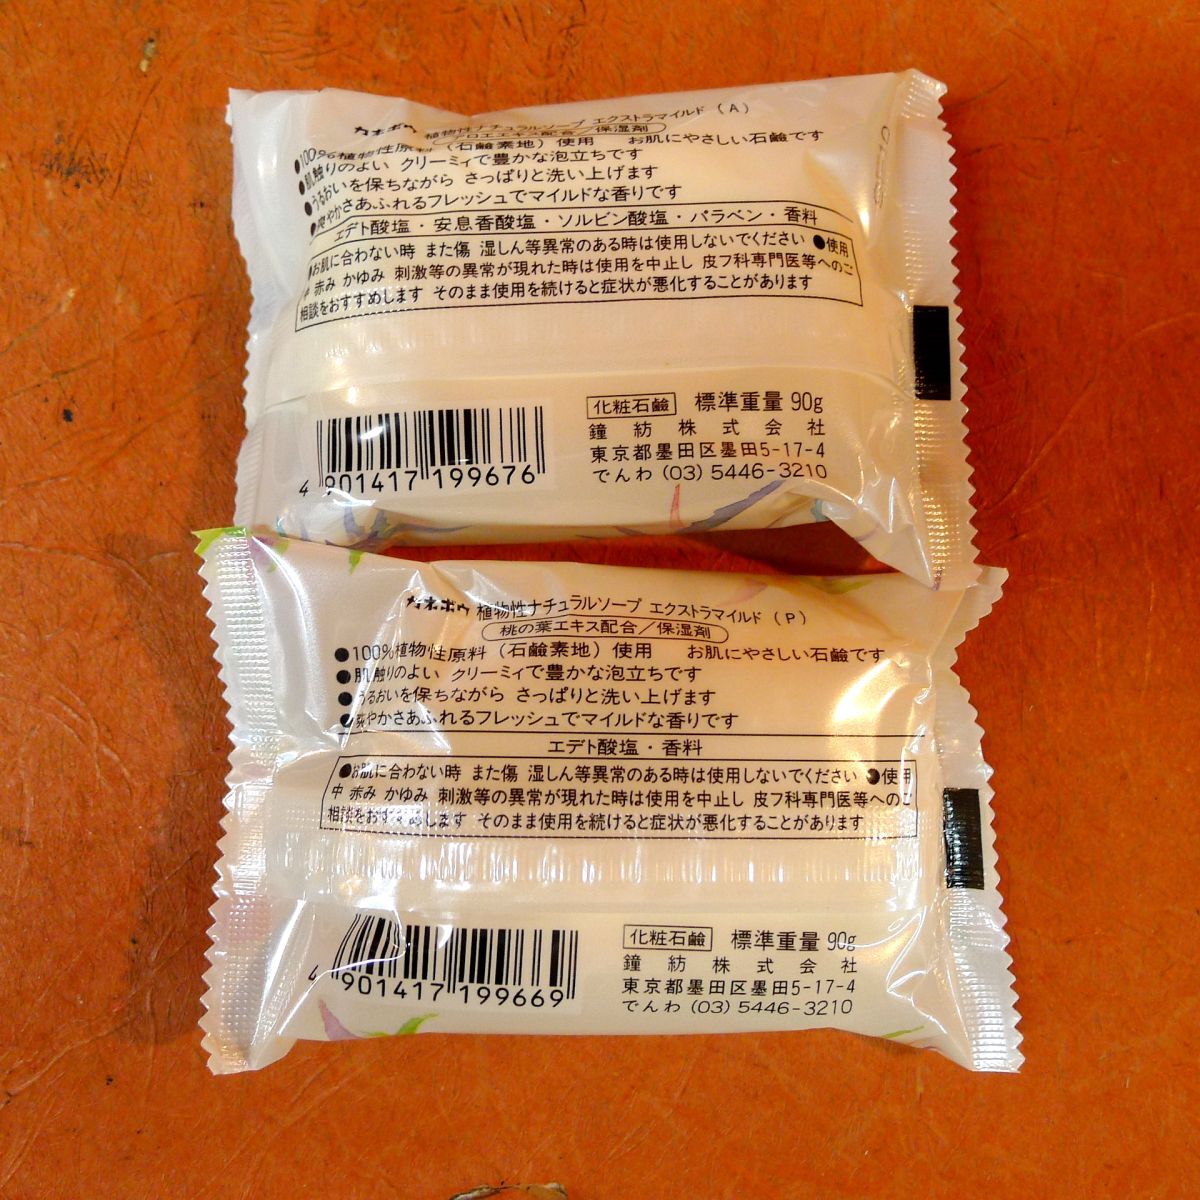 カネボウ 植物性ナチュラルソープ エクストラマイルド（A）
アロエエキス配合／保湿剤
●100%植物性原料（石鹸素地）使用 お肌にやさしい石鹸です
●肌触りのよい クリーミィで豊かな泡立ちです
●うるおいを保ちながら さっぱりと洗い上げます
●爽やかさあふれるフレッシュでマイルドな香りです
エデト酸塩・安息香酸塩・ソルビン酸塩・パラベン・香料
●お肌に合わない時 また傷 湿しん等異常のある時は使用しないでください ●使用
中 赤み かゆみ 刺激等の異常が現れた時は使用を中止し 皮フ科専門医等へのご
相談をおすすめします そのまま使用を続けると症状が悪化することがあります
化粧石鹸 標準重量 90g
鐘紡株式会社
東京都墨田区墨田5-17-4
でんわ (03) 5446-3210
4 901417 199676
カネボウ 植物性ナチュラルソープ エクストラマイルド（P）
桃の葉エキス配合／保湿剤
●100%植物性原料（石鹸素地）使用 お肌にやさしい石鹸です
●肌触りのよい クリーミィで豊かな泡立ちです
●うるおいを保ちながら さっぱりと洗い上げます
●爽やかさあふれるフレッシュでマイルドな香りです
エデト酸塩・香料
●お肌に合わない時 また傷 湿しん等異常のある時は使用しないでください ●使用
中 赤み かゆみ 刺激等の異常が現れた時は使用を中止し 皮フ科専門医等へのご
相談をおすすめします そのまま使用を続けると症状が悪化することがあります
化粧石鹸 標準重量 90g
鐘紡株式会社
東京都墨田区墨田5-17-4
でんわ (03) 5446-3210
4 901417 199669